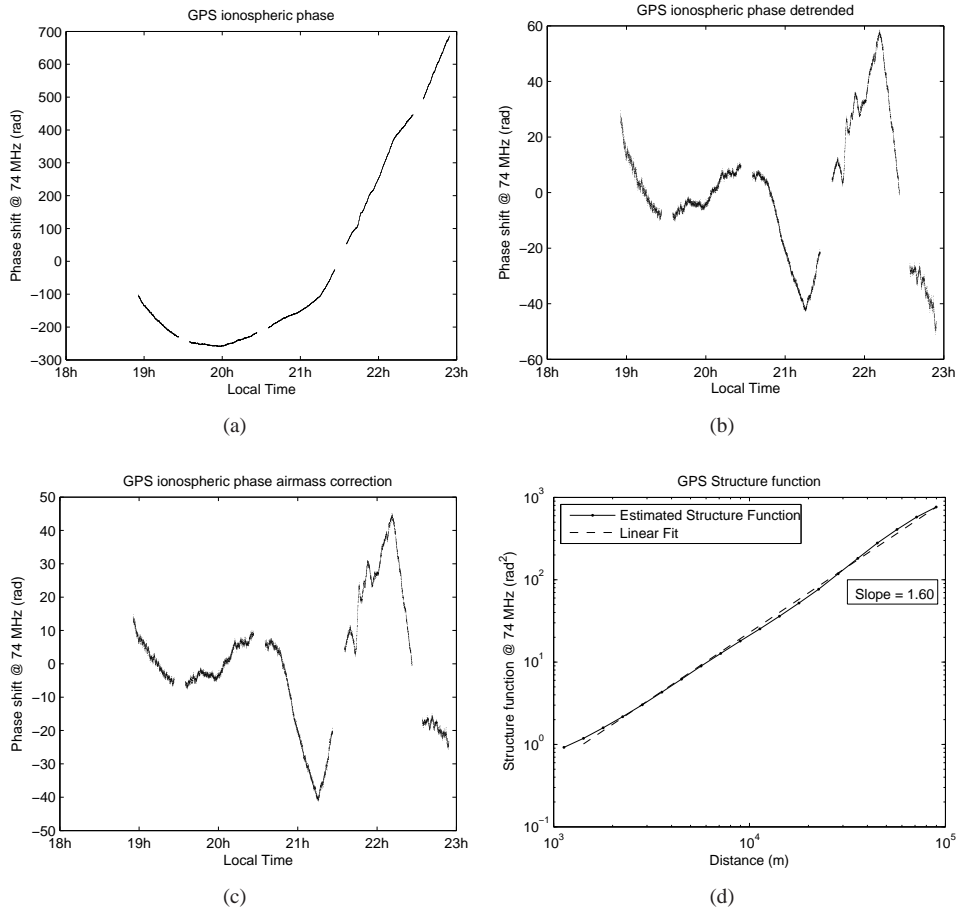 GPS ionospheric phase
700
600
500
400
300
200
100
0
−100
−200
−300
18h 19h 20h 21h 22h 23h
Phase shift @ 74 MHz (rad)
Local Time
(a)
GPS ionospheric phase detrended
60
40
20
0
−20
−40
−60
18h 19h 20h 21h 22h 23h
Phase shift @ 74 MHz (rad)
Local Time
(b)
GPS ionospheric phase airmass correction
50
40
30
20
10
0
−10
−20
−30
−40
−50
18h 19h 20h 21h 22h 23h
Phase shift @ 74 MHz (rad)
Local Time
(c)
GPS Structure function
Estimated Structure Function
Linear Fit
Slope = 1.60
10^3
10^2
10^1
10^0
10^−1
10^3 10^4 10^5
Structure function @ 74 MHz (rad^2)
Distance (m)
(d)